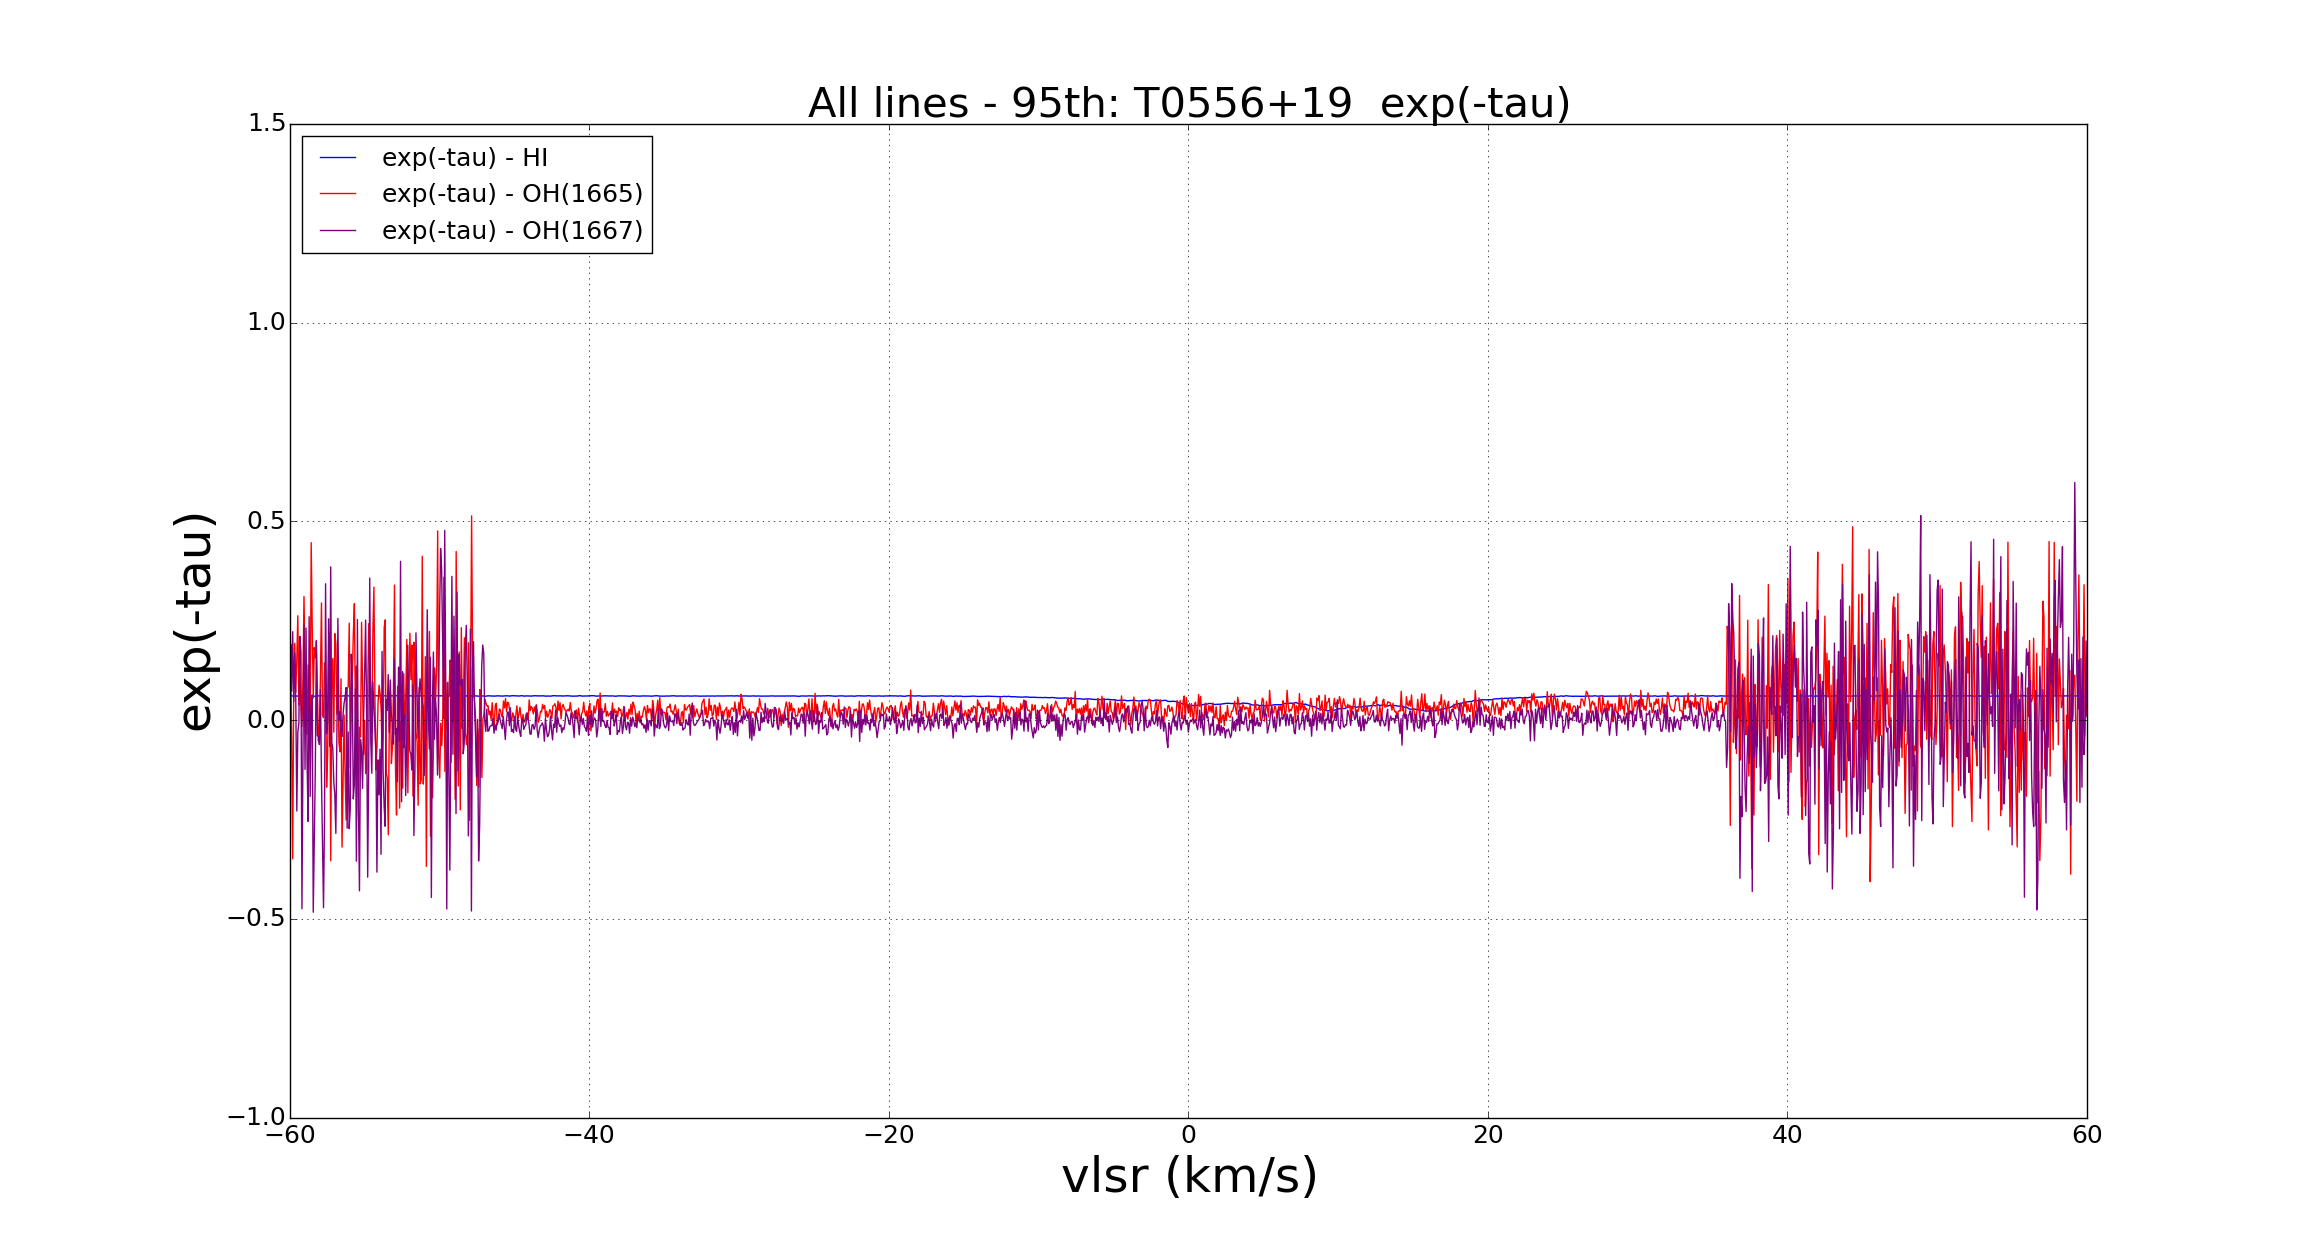 All lines - 95th: T0556+19  exp(-tau)
1.5
exp(-tau) - HI
exp(-tau) - OH(1665)
exp(-tau) - OH(1667)
1.0
0.5
0.0
−0.5
−1.0
exp(-tau)
−60 −40 −20 0 20 40 60
vlsr (km/s)